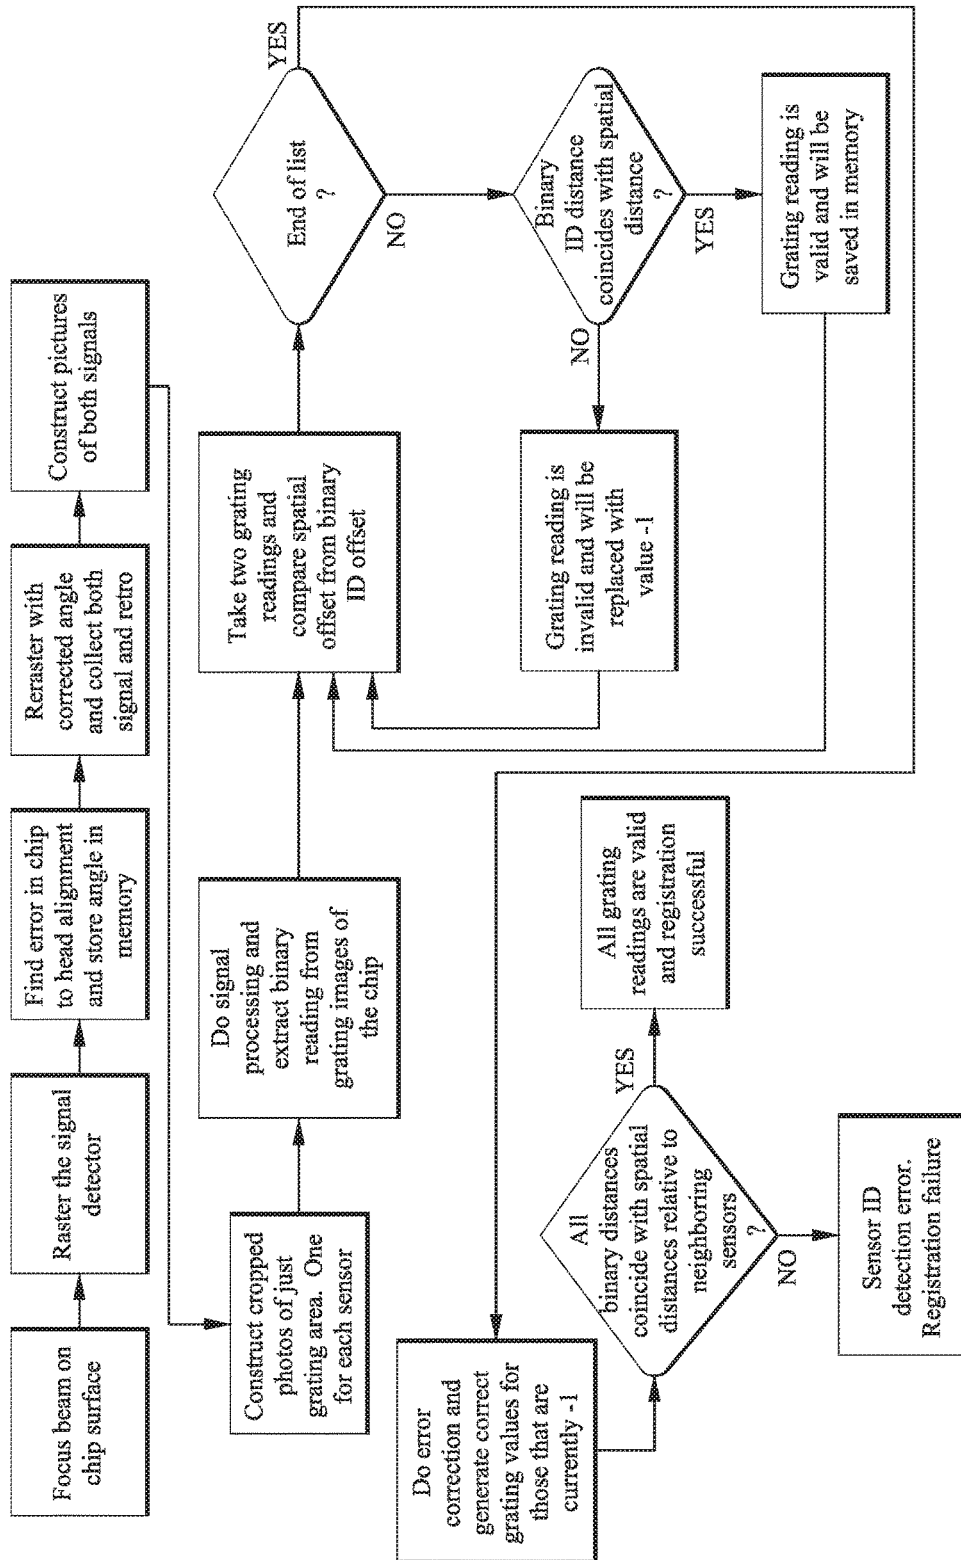 Focus beam on
chip surface
Raster the signal
detector
Find error in chip
to head alignment
and store angle in
memory
Reraster with
corrected angle
and collect both
signal and retro
Construct pictures
of both signals
Construct cropped
photos of just
grating area. One
for each sensor
Do signal
processing and
extract binary
reading from
grating images of
the chip
Take two grating
readings and
compare spatial
offset from binary
ID offset
End of list
?
YES
NO
Binary
ID distance
coincides with spatial
distance
?
NO
YES
Grating reading is
invalid and will be
replaced with
value -1
Grating reading is
valid and will be
saved in memory
Do error
correction and
generate correct
grating values for
those that are
currently -1
All
binary distances
coincide with spatial
distances relative to
neighboring
sensors
?
YES
NO
All grating
readings are valid
and registration
successful
Sensor ID
detection error.
Registration failure